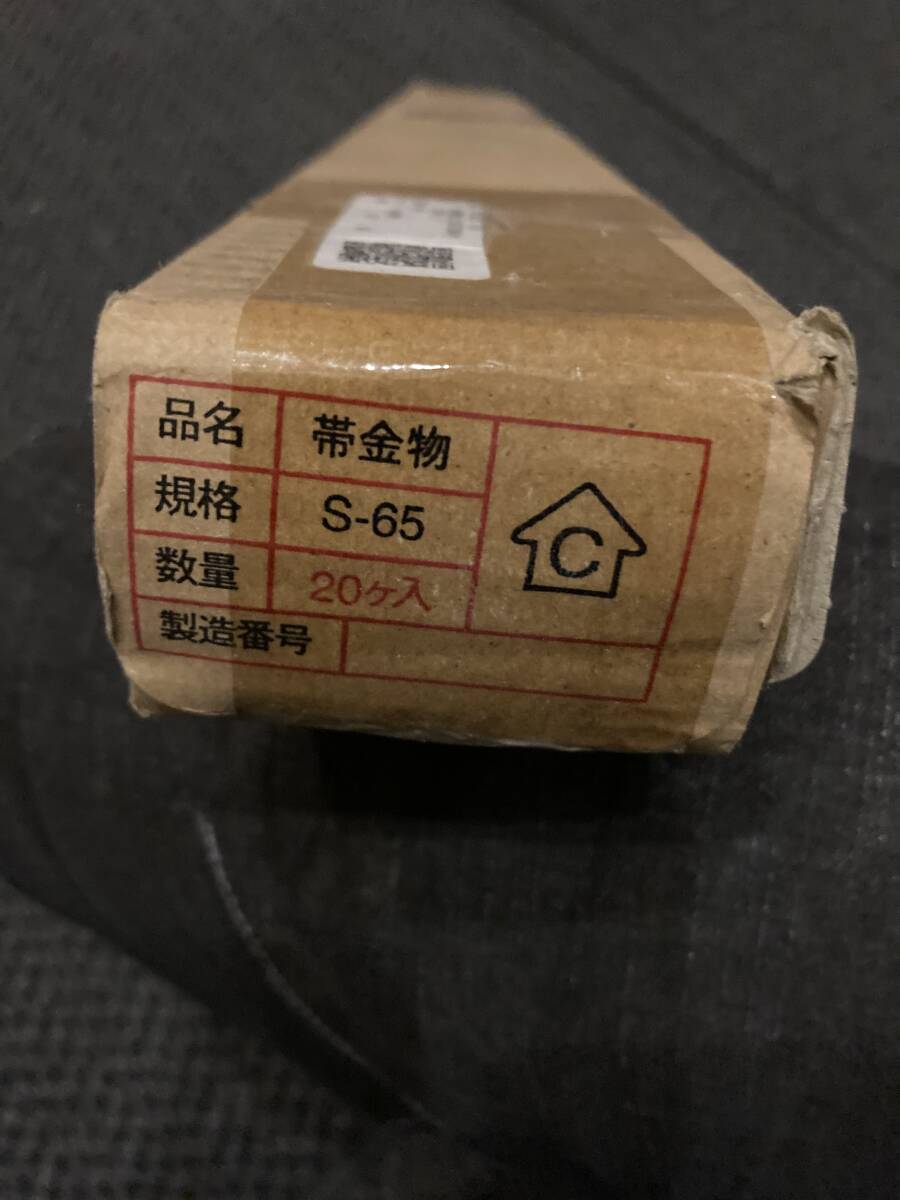 品名 帯金物
規格 S-65
数量 20ケ入
製造番号
C